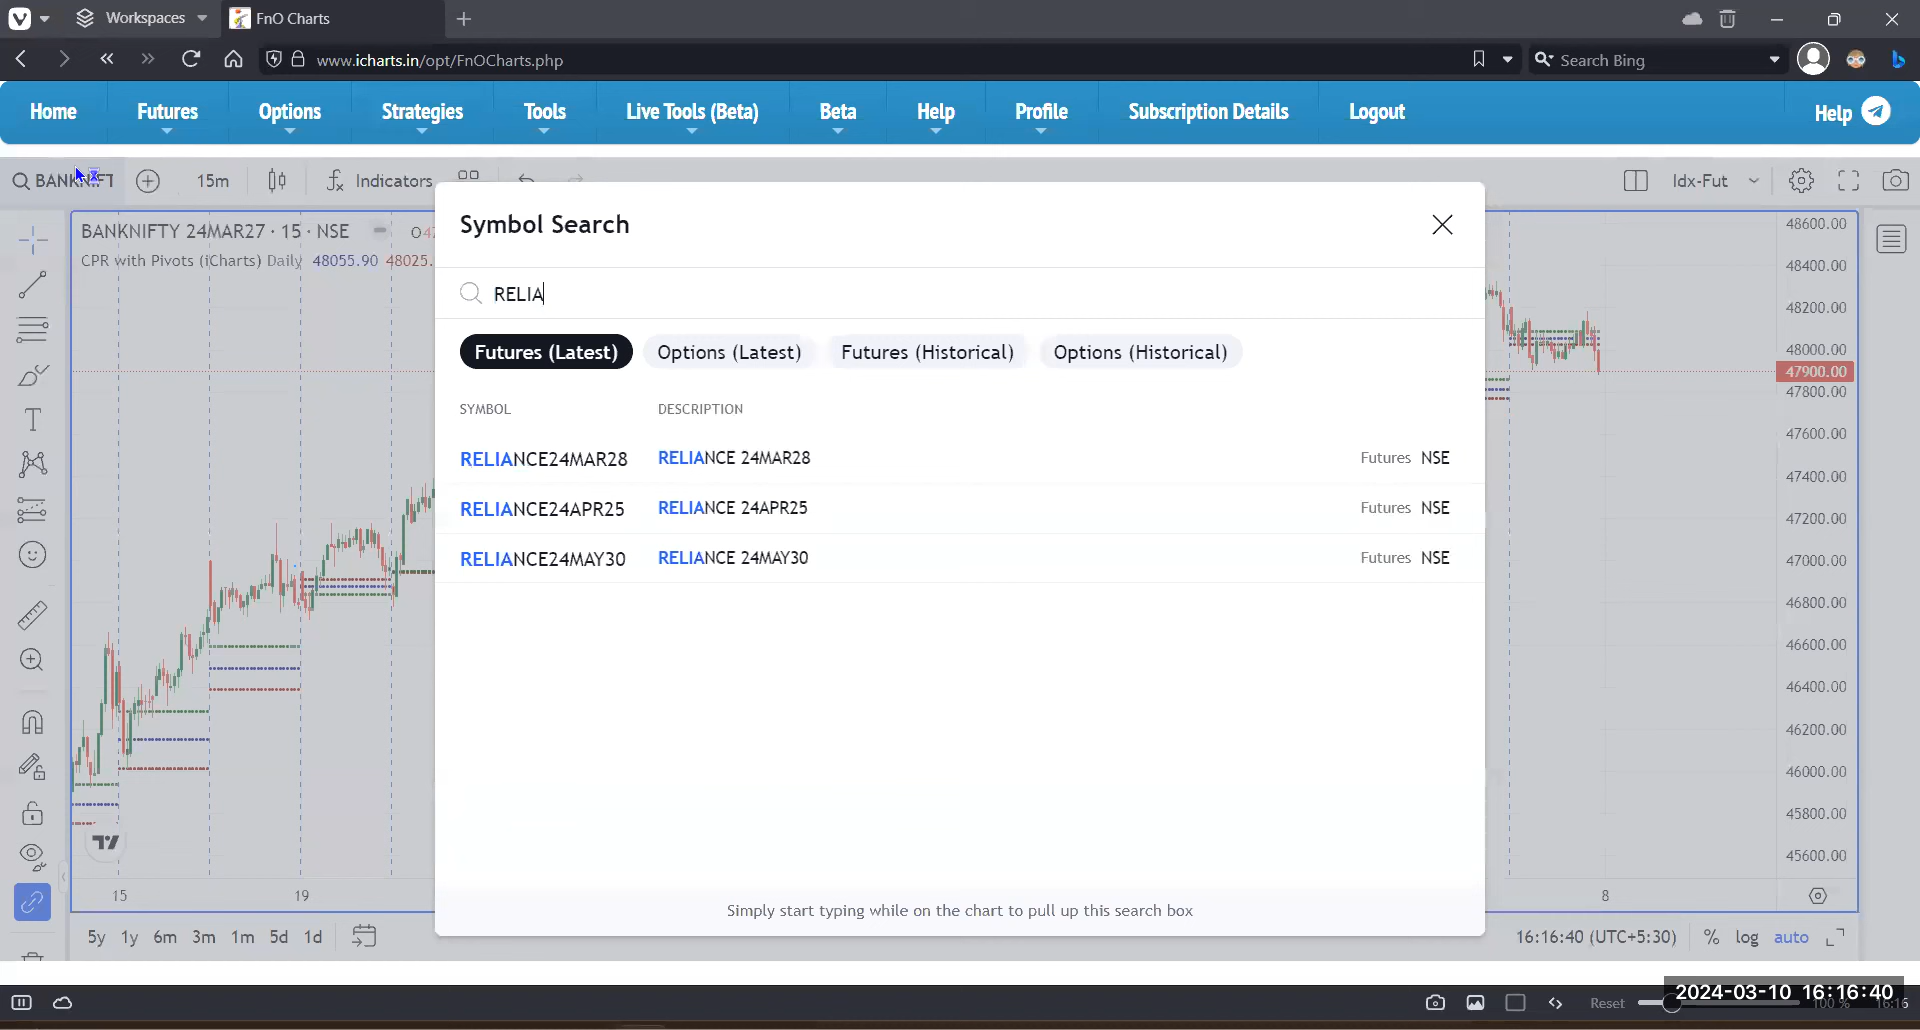 Workspaces
FnO Charts
www.icharts.in/opt/FnOCharts.php
Search Bing
Home Futures Options Strategies Tools Live Tools (Beta) Beta Help Profile Subscription Details Logout Help
15m Indicators Idx-Fut
Symbol Search
BANKNIFTY 24MAR27 · 15 · NSE
CPR with Pivots (iCharts) Daily 48055.90 48025.
RELIA
Futures (Latest) Options (Latest) Futures (Historical) Options (Historical)
SYMBOL DESCRIPTION
RELIANCE24MAR28 RELIANCE 24MAR28 Futures NSE
RELIANCE24APR25 RELIANCE 24APR25 Futures NSE
RELIANCE24MAY30 RELIANCE 24MAY30 Futures NSE
Simply start typing while on the chart to pull up this search box
48600.00
48400.00
48200.00
48000.00
47900.00
47800.00
47600.00
47400.00
47200.00
47000.00
46800.00
46600.00
46400.00
46200.00
46000.00
45800.00
45600.00
15 19 8
5y 1y 6m 3m 1m 5d 1d 16:16:40 (UTC+5:30) % log auto
Reset
2024-03-10 16:16:40